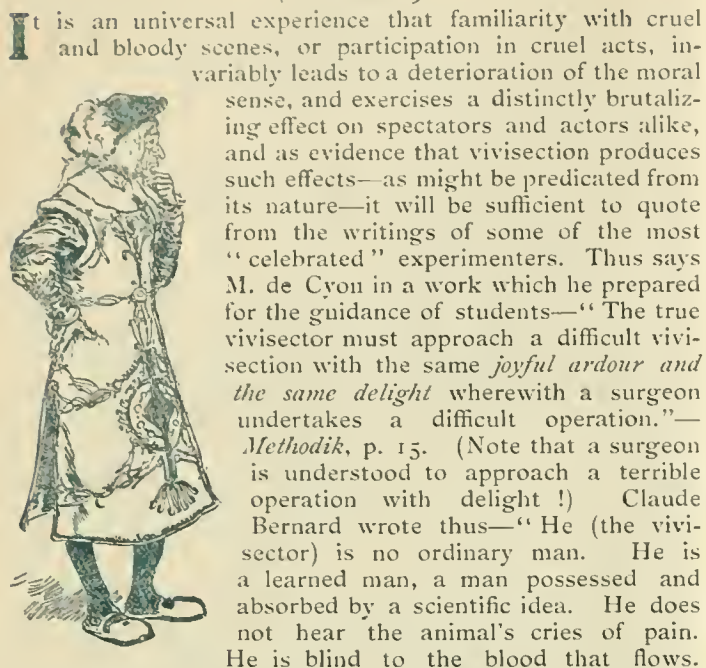 It is an universal experience that familiarity with cruel
and bloody scenes, or participation in cruel acts, in-
variably leads to a deterioration of the moral
sense, and exercises a distinctly brutaliz-
ing effect on spectators and actors alike,
and as evidence that vivisection produces
such effects—as might be predicated from
its nature—it will be sufficient to quote
from the writings of some of the most
“celebrated” experimenters. Thus says
M. de Cyon in a work which he prepared
for the guidance of students—“The true
vivisector must approach a difficult vivi-
section with the same joyful ardour and
the same delight wherewith a surgeon
undertakes a difficult operation.”—
Methodik, p. 15. (Note that a surgeon
is understood to approach a terrible
operation with delight !) Claude
Bernard wrote thus—“He (the vivi-
sector) is no ordinary man. He is
a learned man, a man possessed and
absorbed by a scientific idea. He does
not hear the animal's cries of pain.
He is blind to the blood that flows.